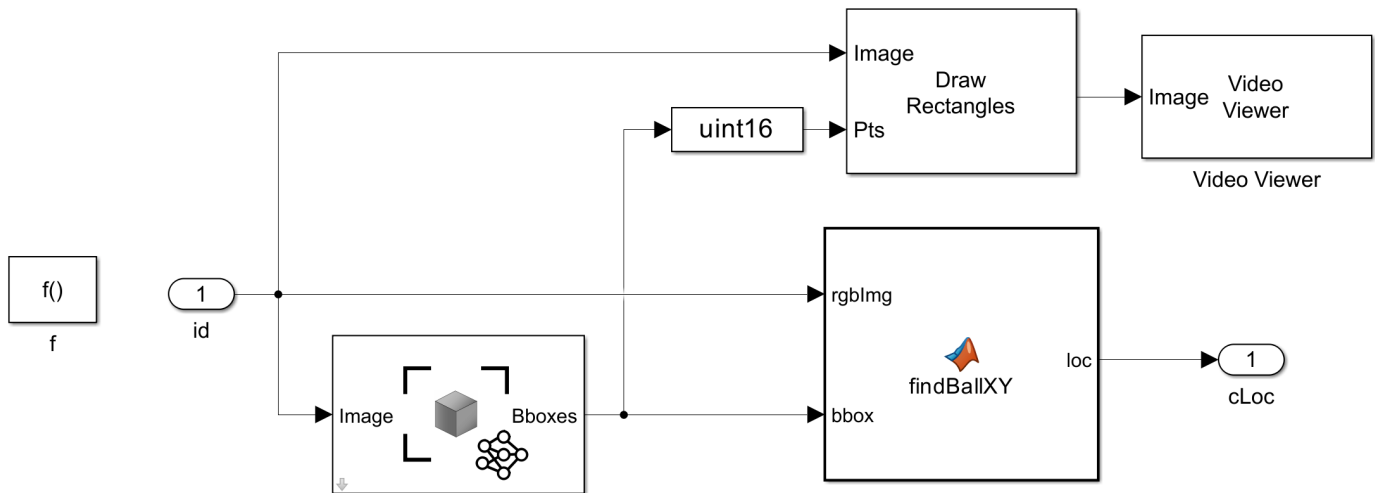 Image
Draw
Rectangles
Pts
Image
Video
Viewer
Video Viewer
uint16
f()
f
1
id
rgbImg
bbox
findBallXY
loc
1
cLoc
Image
Bboxes